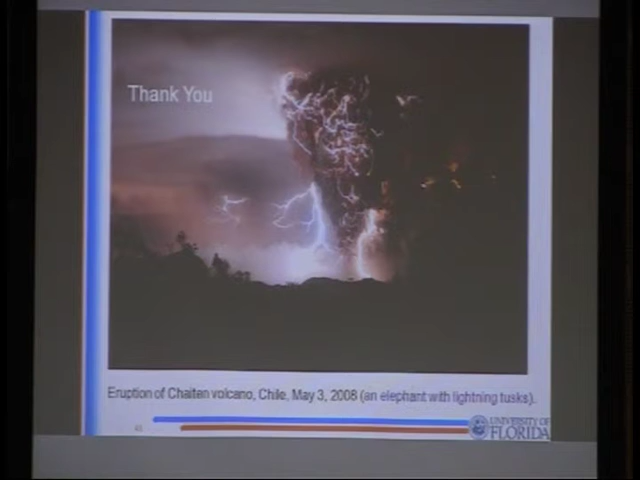 Thank You
Eruption of Chaiten volcano, Chile, May 3, 2008 (an elephant with lightning tusks).
UNIVERSITY OF
FLORIDA